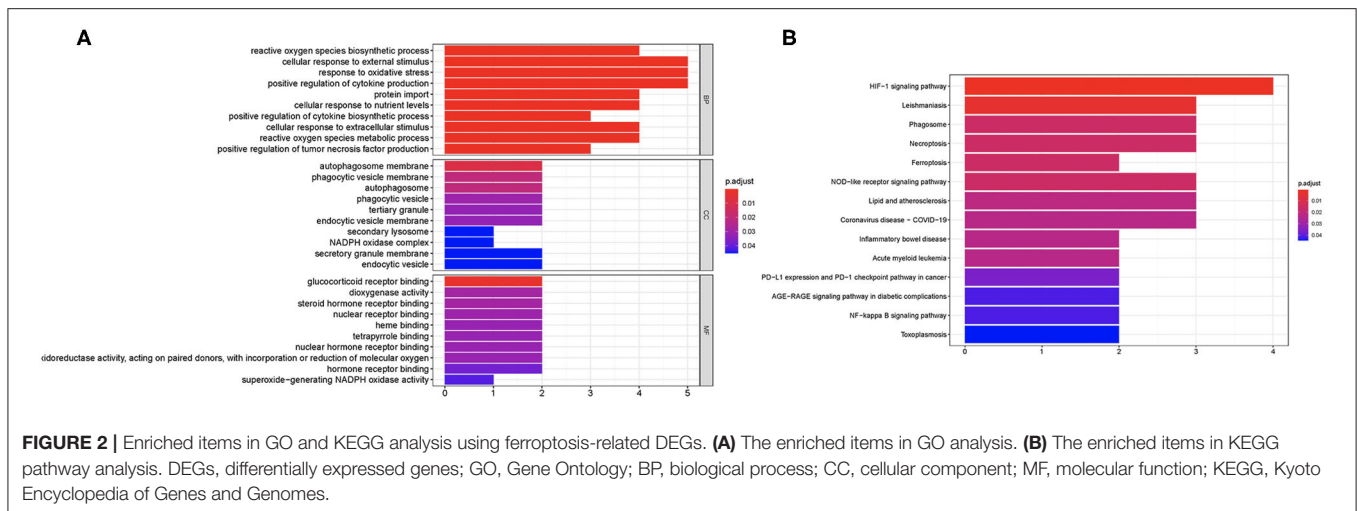 A
reactive oxygen species biosynthetic process
cellular response to external stimulus
response to oxidative stress
positive regulation of cytokine production
protein import
cellular response to nutrient levels
positive regulation of cytokine biosynthetic process
cellular response to extracellular stimulus
reactive oxygen species metabolic process
positive regulation of tumor necrosis factor production
BP
autophagosome membrane
phagocytic vesicle membrane
autophagosome
phagocytic vesicle
tertiary granule
endocytic vesicle membrane
secondary lysosome
NADPH oxidase complex
secretory granule membrane
endocytic vesicle
CC
glucocorticoid receptor binding
dioxygenase activity
steroid hormone receptor binding
nuclear receptor binding
heme binding
tetrapyrrole binding
nuclear hormone receptor binding
xidoreductase activity, acting on paired donors, with incorporation or reduction of molecular oxygen
hormone receptor binding
superoxide-generating NADPH oxidase activity
MF
0 1 2 3 4 5
p.adjust
0.01
0.02
0.03
0.04
B
HIF-1 signaling pathway
Leishmaniasis
Phagosome
Necroptosis
Ferroptosis
NOD-like receptor signaling pathway
Lipid and atherosclerosis
Coronavirus disease - COVID-19
Inflammatory bowel disease
Acute myeloid leukemia
PD-L1 expression and PD-1 checkpoint pathway in cancer
AGE-RAGE signaling pathway in diabetic complications
NF-kappa B signaling pathway
Toxoplasmosis
0 1 2 3 4
p.adjust
0.01
0.02
0.03
0.04
FIGURE 2 | Enriched items in GO and KEGG analysis using ferroptosis-related DEGs. (A) The enriched items in GO analysis. (B) The enriched items in KEGG
pathway analysis. DEGs, differentially expressed genes; GO, Gene Ontology; BP, biological process; CC, cellular component; MF, molecular function; KEGG, Kyoto
Encyclopedia of Genes and Genomes.